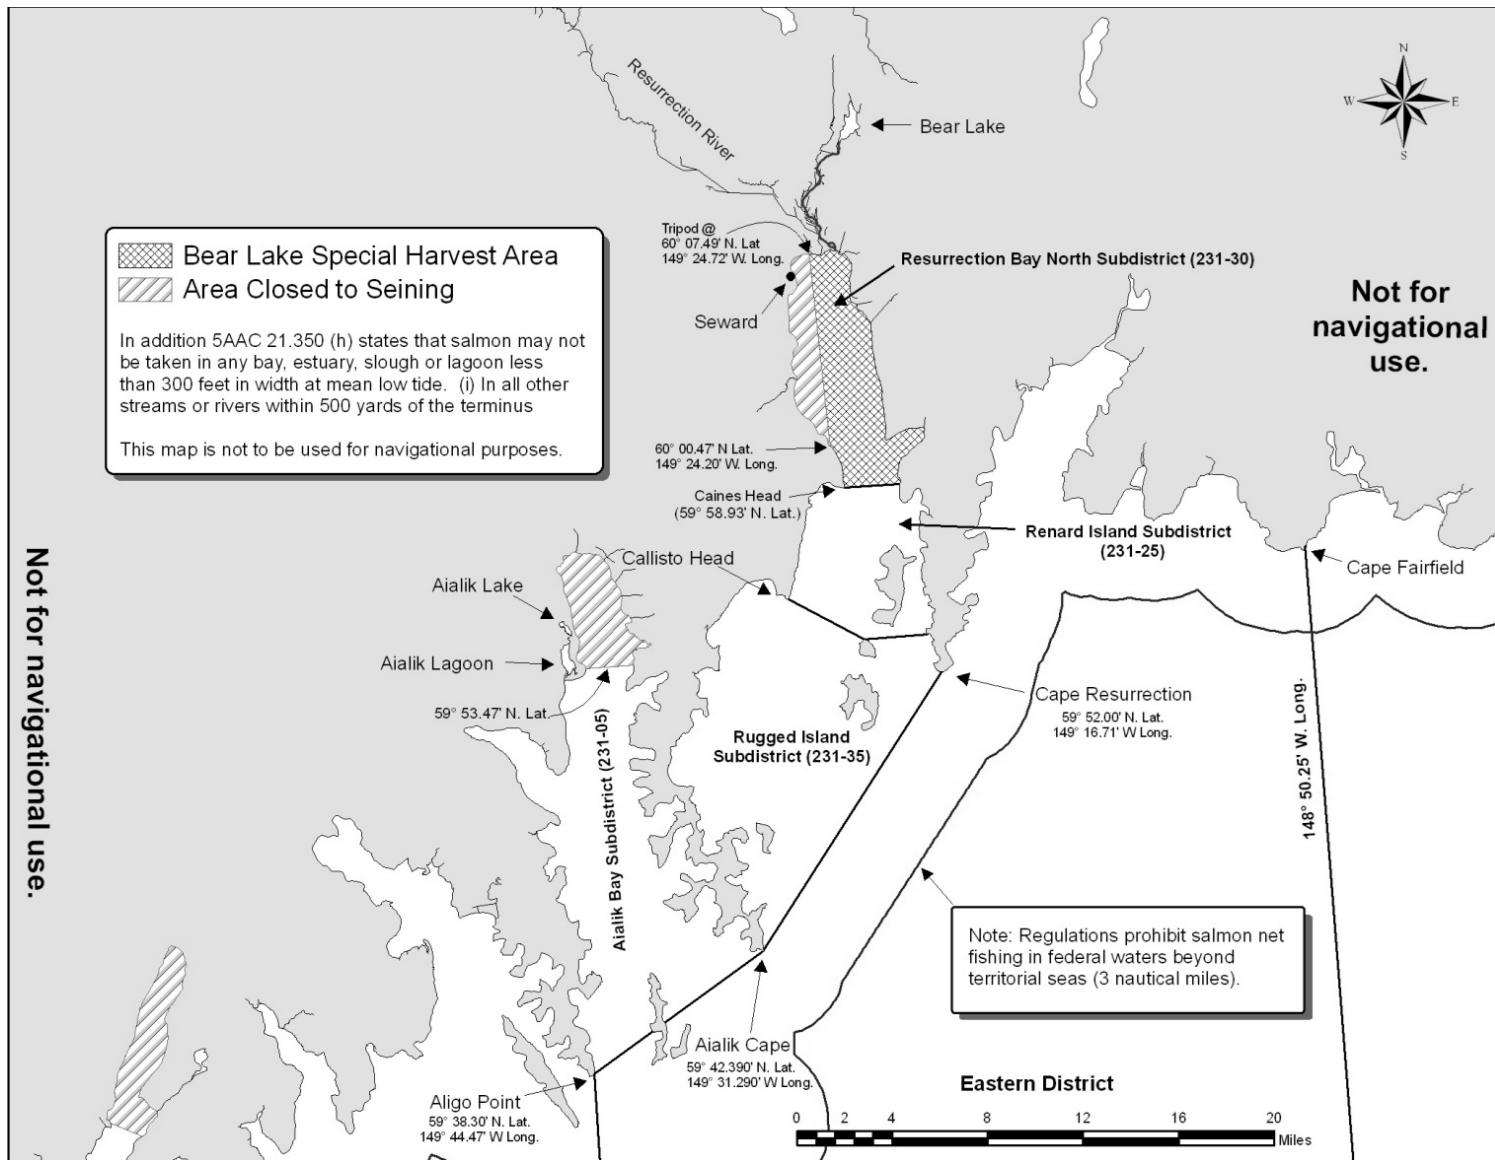 N
W
E
S
Resurrection River
Bear Lake
Tripod @
60° 07.49' N. Lat
149° 24.72' W. Long.
Resurrection Bay North Subdistrict (231-30)
Bear Lake Special Harvest Area
Area Closed to Seining
In addition 5AAC 21.350 (h) states that salmon may not
be taken in any bay, estuary, slough or lagoon less
than 300 feet in width at mean low tide. (i) In all other
streams or rivers within 500 yards of the terminus
This map is not to be used for navigational purposes.
Seward
Not for
navigational
use.
60° 00.47' N Lat.
149° 24.20' W. Long.
Caines Head
(59° 58.93' N. Lat.)
Renard Island Subdistrict
(231-25)
Cape Fairfield
Callisto Head
Aialik Lake
Aialik Lagoon
59° 53.47' N. Lat.
Not for navigational use.
Cape Resurrection
59° 52.00' N. Lat.
149° 16.71' W Long.
Rugged Island
Subdistrict (231-35)
Aialik Bay Subdistrict (231-05)
148° 50.25' W. Long.
Note: Regulations prohibit salmon net
fishing in federal waters beyond
territorial seas (3 nautical miles).
Aialik Cape
59° 42.390' N. Lat.
149° 31.290' W Long.
Aligo Point
59° 38.30' N. Lat.
149° 44.47' W Long.
Eastern District
0 2 4 8 12 16 20
Miles